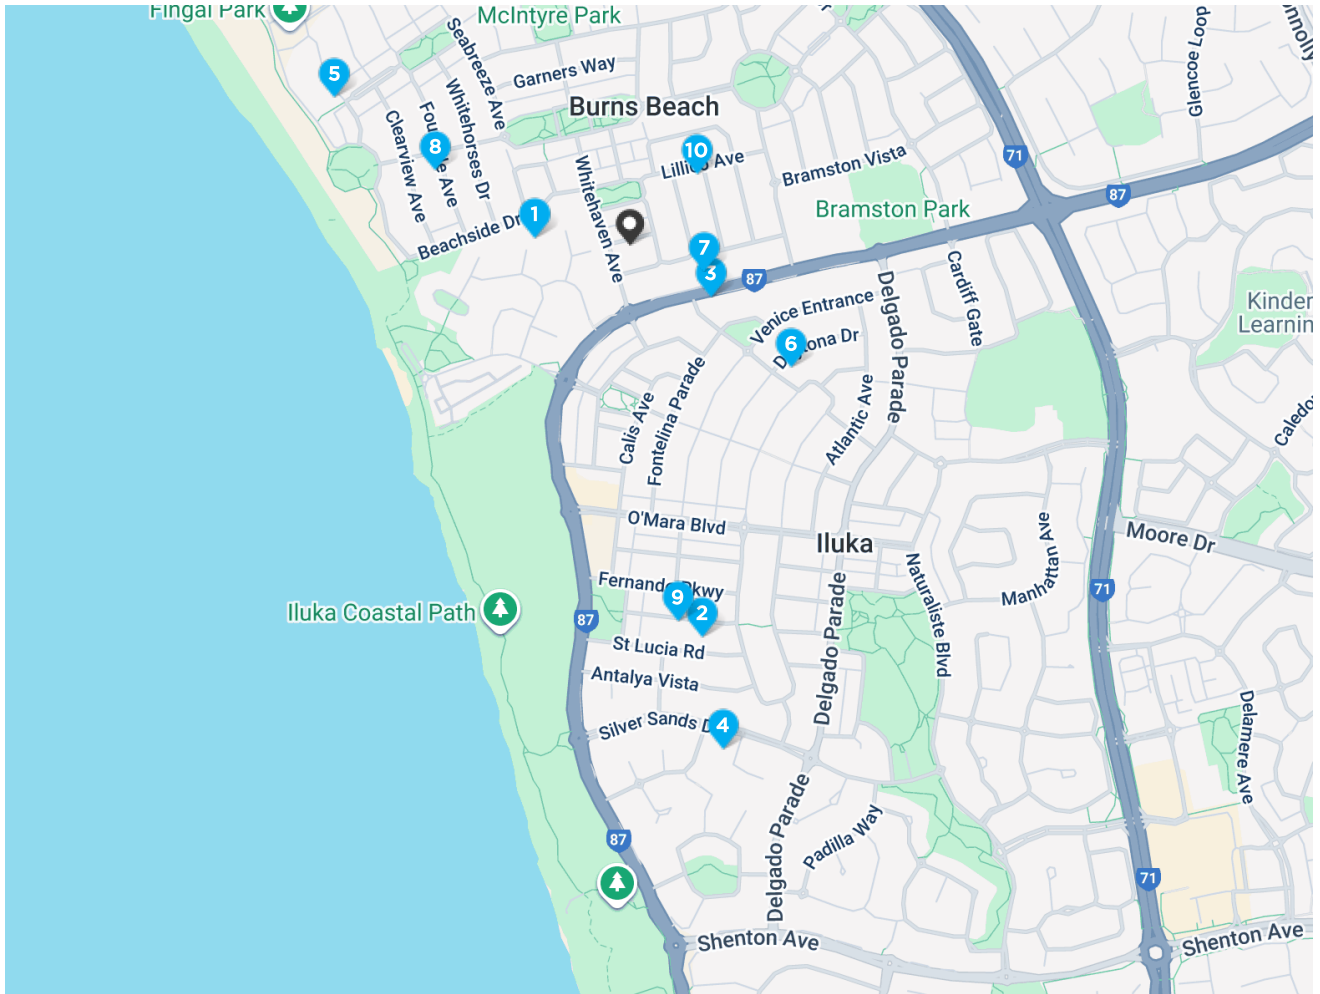 Fingal Park
McIntyre Park
Glencoe Loop
Seabreeze Ave
Garners Way
5
Whitehorses Dr
Burns Beach
Clearview Ave
8
10
Lilli
Ave
71
Bramston Vista
87
Whitehaven Ave
Bramston Park
1
Beachside Dr
7
3
87
Cardiff Gate
Venice Entrance
Delgado Parade
Kinder
Learnin
6
Fontelina Parade
Calis Ave
Atlantic Ave
O'Mara Blvd
Iluka
Manhattan Ave
Moore Dr
Naturaliste Blvd
71
Iluka Coastal Path
87
9
2
Delgado Parade
St Lucia Rd
Antalya Vista
Silver Sands
4
Delamere Ave
Delgado Parade
Padilla Way
87
71
Shenton Ave
Shenton Ave